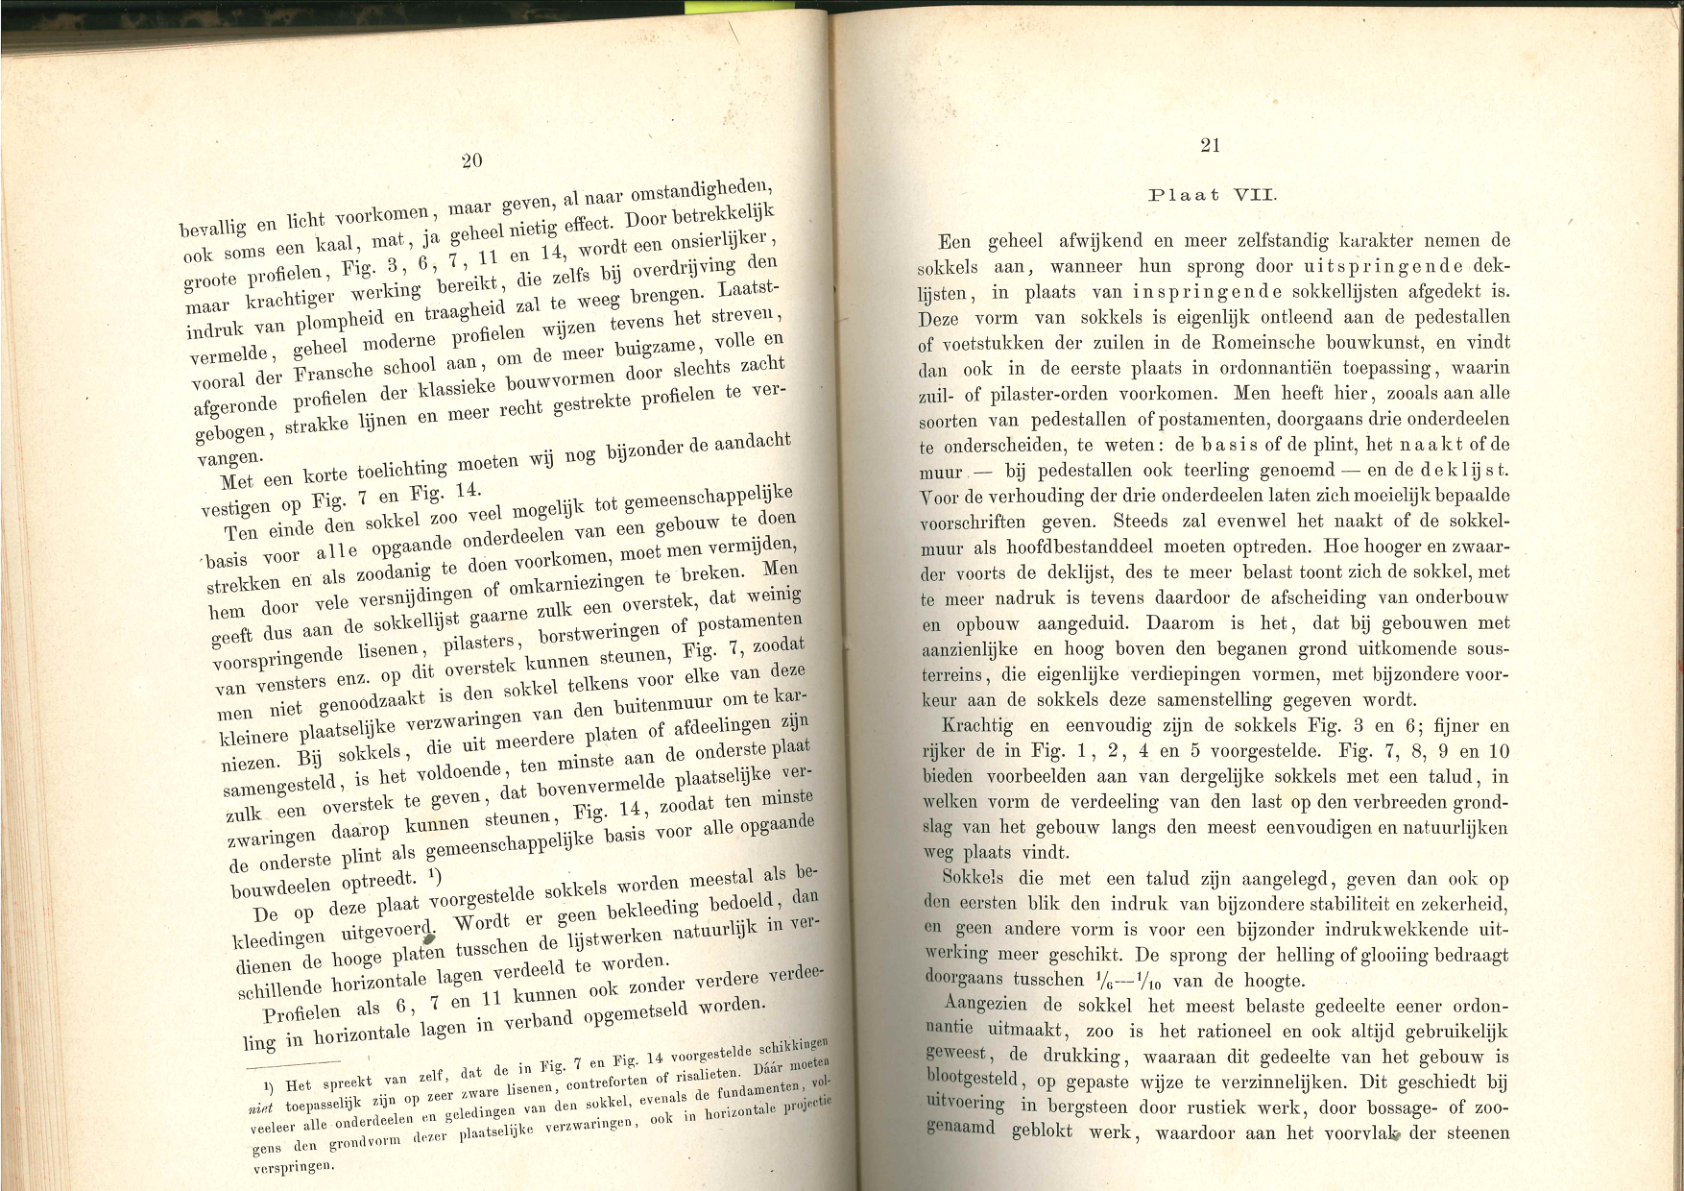 20
bevallig en licht voorkomen, maar geven, al naar omstandigheden,
ook soms een kaal, mat, ja geheel nietig effect. Door betrekkelijk
groote profielen, Fig. 3, 6, 7, 11 en 14, wordt een onsierlijker,
maar krachtiger werking bereikt, die zelfs bij overdrijving den
indruk van plompheid en traagheid zal te weeg brengen. Laatst-
vermelde, geheel moderne profielen wijzen tevens het streven,
vooral der Fransche school aan, om de meer buigzame, volle en
afgeronde profielen der klassieke bouwvormen door slechts zacht
gebogen, strakke lijnen en meer recht gestrekte profielen te ver-
vangen.
Met een korte toelichting moeten wij nog bijzonder de aandacht
vestigen op Fig. 7 en Fig. 14.
Ten einde den sokkel zoo veel mogelijk tot gemeenschappelijke
basis voor alle opgaande onderdeelen van een gebouw te doen
strekken en als zoodanig te doen voorkomen, moet men vermijden,
hem door vele versnijdingen of omkarniezingen te breken. Men
geeft dus aan de sokkellijst gaarne zulk een overstek, dat weinig
voorspringende lisenen, pilasters, borstweringen of postamenten
van vensters enz. op dit overstek kunnen steunen, Fig. 7, zoodat
men niet genoodzaakt is den sokkel telkens voor elke van deze
kleinere plaatselijke verzwaringen van den buitenmuur om te kar-
niezen. Bij sokkels, die uit meerdere platen of afdeelingen zijn
samengesteld, is het voldoende, ten minste aan de onderste plaat
zulk een overstek te geven, dat bovenvermelde plaatselijke ver-
zwaringen daarop kunnen steunen, Fig. 14, zoodat ten minste
de onderste plint als gemeenschappelijke basis voor alle opgaande
bouwdeelen optreedt. ¹)
De op deze plaat voorgestelde sokkels worden meestal als be-
kleedingen uitgevoerd. Wordt er geen bekleeding bedoeld, dan
dienen de hooge platen tusschen de lijstwerken natuurlijk in ver-
schillende horizontale lagen verdeeld te worden.
Profielen als 6, 7 en 11 kunnen ook zonder verdere verdee-
ling in horizontale lagen in verband opgemetseld worden.
¹) Het spreekt van zelf, dat de in Fig. 7 en Fig. 14 voorgestelde schikkingen
niet toepasselijk zijn op zeer zware lisenen, contreforten of risalieten. Dáár moeten
veeleer alle onderdeelen en geledingen van den sokkel, evenals de fundamenten, vol-
gens den grondvorm dezer plaatselijke verzwaringen, ook in horizontale projectie
verspringen.
21
Plaat VII.
Een geheel afwijkend en meer zelfstandig karakter nemen de
sokkels aan, wanneer hun sprong door uitspringende dek-
lijsten, in plaats van inspringende sokkellijsten afgedekt is.
Deze vorm van sokkels is eigenlijk ontleend aan de pedestallen
of voetstukken der zuilen in de Romeinsche bouwkunst, en vindt
dan ook in de eerste plaats in ordonnantiën toepassing, waarin
zuil- of pilaster-orden voorkomen. Men heeft hier, zooals aan alle
soorten van pedestallen of postamenten, doorgaans drie onderdeelen
te onderscheiden, te weten: de basis of de plint, het naakt of de
muur — bij pedestallen ook teerling genoemd — en de deklijst.
Voor de verhouding der drie onderdeelen laten zich moeielijk bepaalde
voorschriften geven. Steeds zal evenwel het naakt of de sokkel-
muur als hoofdbestanddeel moeten optreden. Hoe hooger en zwaar-
der voorts de deklijst, des te meer belast toont zich de sokkel, met
te meer nadruk is tevens daardoor de afscheiding van onderbouw
en opbouw aangeduid. Daarom is het, dat bij gebouwen met
aanzienlijke en hoog boven den beganen grond uitkomende sous-
terreins, die eigenlijke verdiepingen vormen, met bijzondere voor-
keur aan de sokkels deze samenstelling gegeven wordt.
Krachtig en eenvoudig zijn de sokkels Fig. 3 en 6; fijner en
rijker de in Fig. 1, 2, 4 en 5 voorgestelde. Fig. 7, 8, 9 en 10
bieden voorbeelden aan van dergelijke sokkels met een talud, in
welken vorm de verdeeling van den last op den verbreeden grond-
slag van het gebouw langs den meest eenvoudigen en natuurlijken
weg plaats vindt.
Sokkels die met een talud zijn aangelegd, geven dan ook op
den eersten blik den indruk van bijzondere stabiliteit en zekerheid,
en geen andere vorm is voor een bijzonder indrukwekkende uit-
werking meer geschikt. De sprong der helling of glooiing bedraagt
doorgaans tusschen ¹/₆—¹/₁₀ van de hoogte.
Aangezien de sokkel het meest belaste gedeelte eener ordon-
nantie uitmaakt, zoo is het rationeel en ook altijd gebruikelijk
geweest, de drukking, waaraan dit gedeelte van het gebouw is
blootgesteld, op gepaste wijze te verzinnelijken. Dit geschiedt bij
uitvoering in bergsteen door rustiek werk, door bossage- of zoo-
genaamd geblokt werk, waardoor aan het voorvlak der steenen